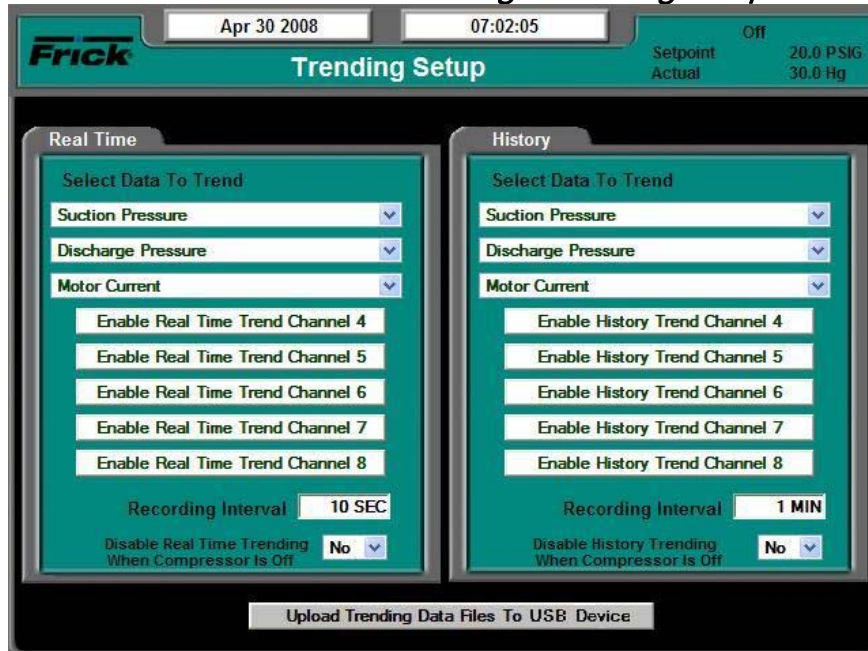 Apr 30 2008
07:02:05
Off
Frick
Trending Setup
Setpoint 20.0 PSIG
Actual 30.0 Hg
Real Time
Select Data To Trend
Suction Pressure
Discharge Pressure
Motor Current
Enable Real Time Trend Channel 4
Enable Real Time Trend Channel 5
Enable Real Time Trend Channel 6
Enable Real Time Trend Channel 7
Enable Real Time Trend Channel 8
Recording Interval 10 SEC
Disable Real Time Trending
When Compressor Is Off
No
History
Select Data To Trend
Suction Pressure
Discharge Pressure
Motor Current
Enable History Trend Channel 4
Enable History Trend Channel 5
Enable History Trend Channel 6
Enable History Trend Channel 7
Enable History Trend Channel 8
Recording Interval 1 MIN
Disable History Trending
When Compressor Is Off
No
Upload Trending Data Files To USB Device